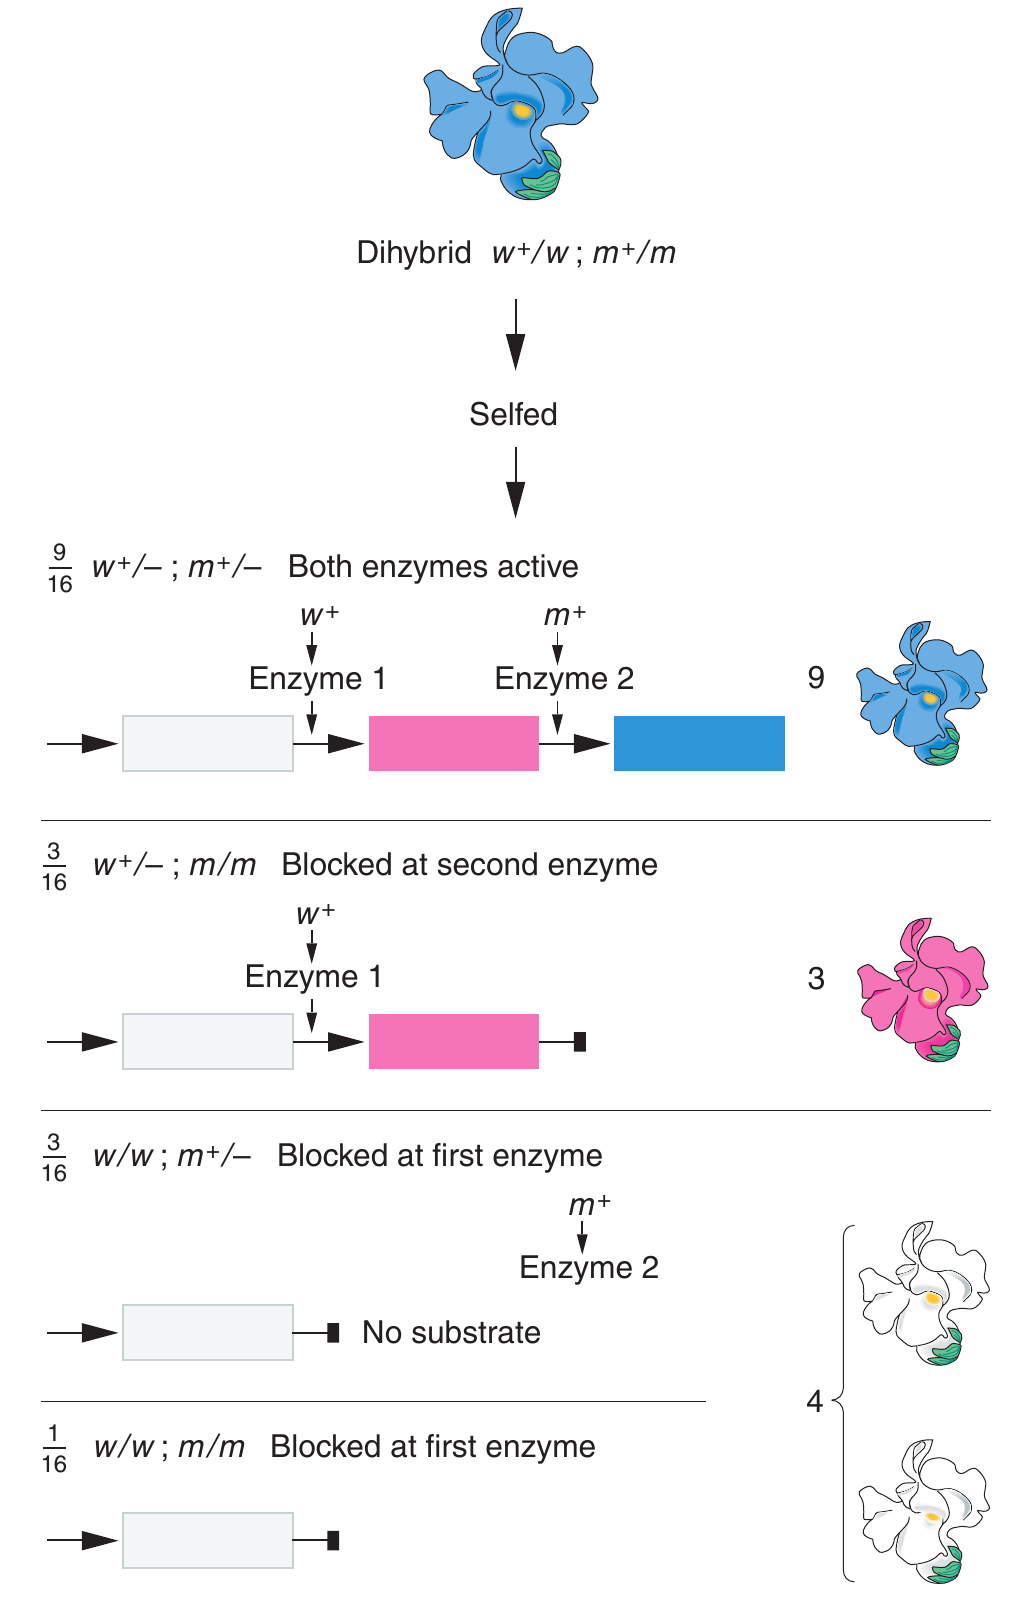 Dihybrid w+/w ; m+/m
Selfed
9/16 w+/– ; m+/– Both enzymes active
w+ m+
Enzyme 1 Enzyme 2 9
3/16 w+/– ; m/m Blocked at second enzyme
w+
Enzyme 1 3
3/16 w/w ; m+/– Blocked at first enzyme
m+
Enzyme 2
No substrate
4
1/16 w/w ; m/m Blocked at first enzyme